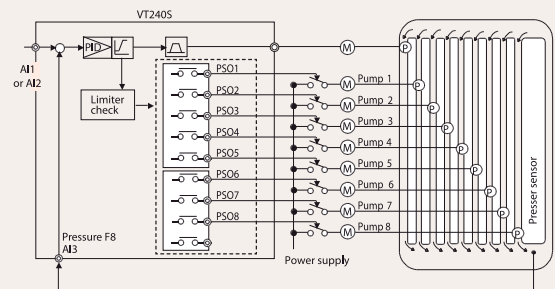 VT240S
PID
AI1
or AI2
Limiter
check
PSO1
PSO2
PSO3
PSO4
PSO5
PSO6
PSO7
PSO8
Pressure F8
AI3
Power supply
M
M
M
M
M
M
M
M
M
Pump 1
Pump 2
Pump 3
Pump 4
Pump 5
Pump 6
Pump 7
Pump 8
P
P
P
P
P
P
P
P
P
Presser sensor